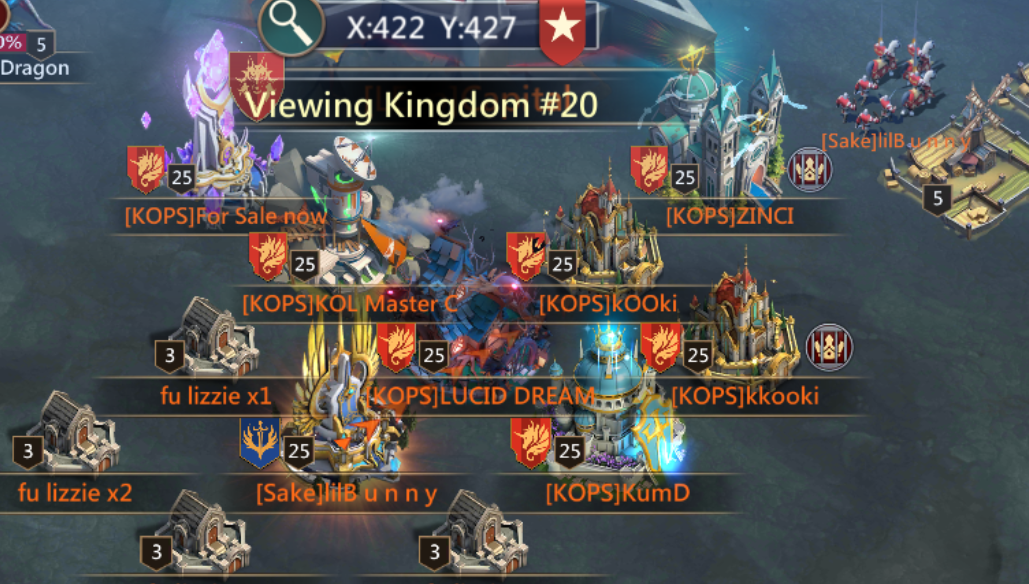 X:422 Y:427
5
Dragon
Viewing Kingdom #20
[Sake]lilB u n n y
25
25
5
[KOPS]For Sale now
[KOPS]ZINCI
25
25
[KOPS]KOL Master C
[KOPS]kOOki
3
25
25
fu lizzie x1
[KOPS]LUCID DREAM
[KOPS]kkooki
3
25
25
fu lizzie x2
[Sake]lilB u n n y
[KOPS]KumD
3
3